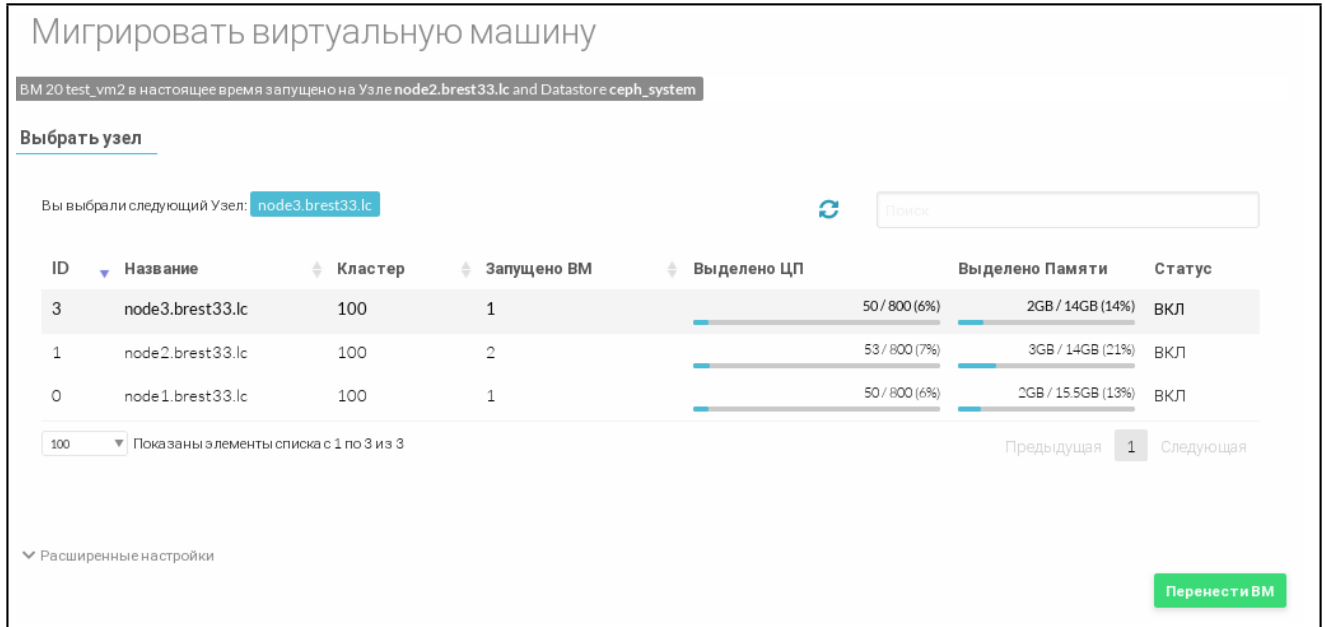 Мигрировать виртуальную машину
ВМ 20 test_vm2 в настоящее время запущено на Узле node2.brest33.lc and Datastore ceph_system
Выбрать узел
Вы выбрали следующий Узел: node3.brest33.lc Поиск
ID Название Кластер Запущено ВМ Выделено ЦП Выделено Памяти Статус
3 node3.brest33.lc 100 1 50 / 800 (6%) 2GB / 14GB (14%) ВКЛ
1 node2.brest33.lc 100 2 53 / 800 (7%) 3GB / 14GB (21%) ВКЛ
0 node1.brest33.lc 100 1 50 / 800 (6%) 2GB / 15.5GB (13%) ВКЛ
100 Показаны элементы списка с 1 по 3 из 3 Предыдущая 1 Следующая
Расширенные настройки
Перенести ВМ